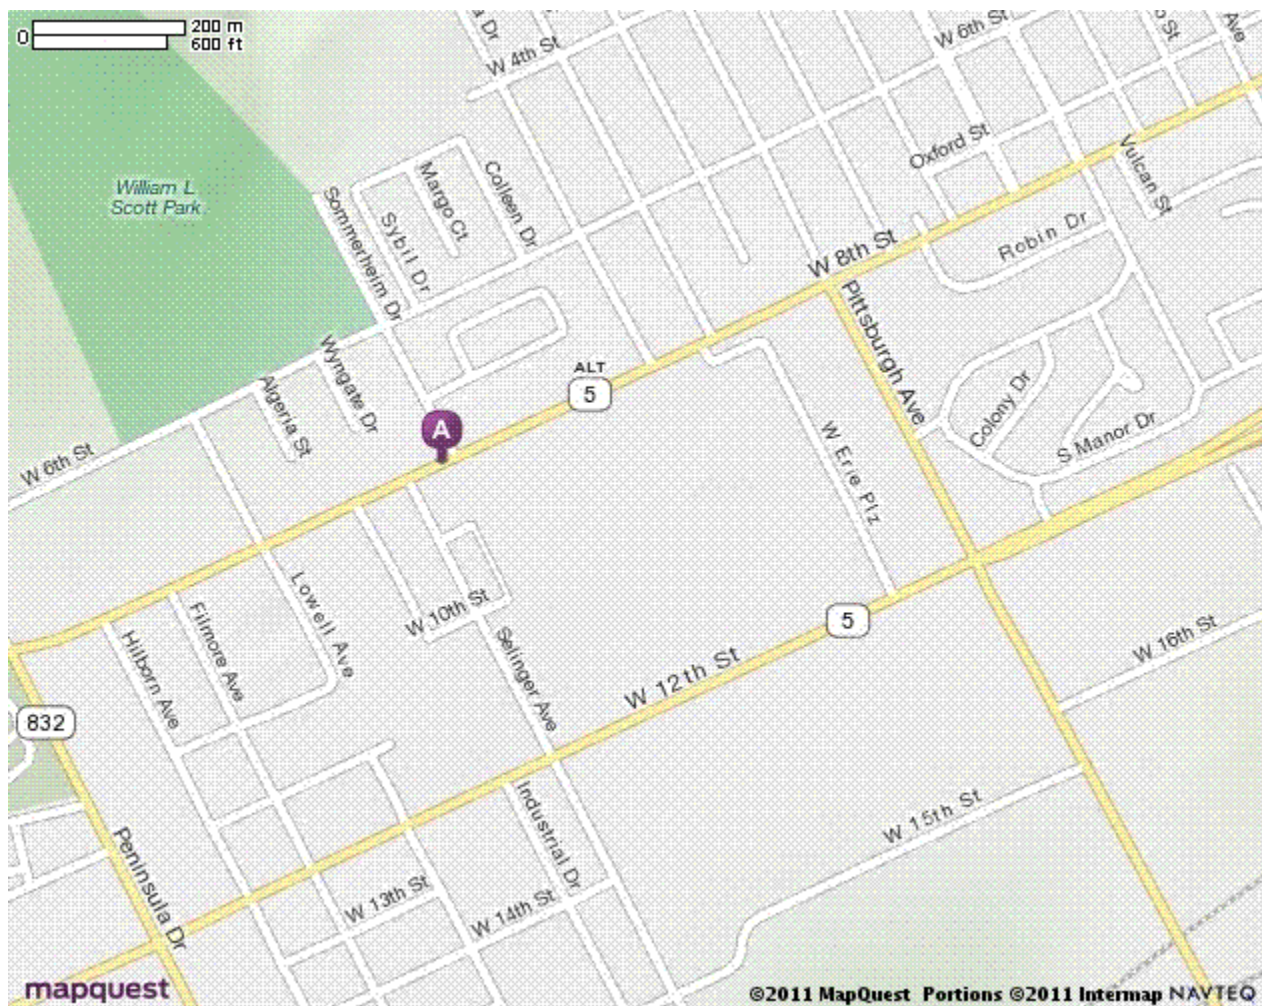 0
200 m
600 ft
a Dr
W 4th St
W 6th St
o St
Ave
Oxford St
Vulcan St
William L
Scott Park
Margo Ct
Colleen Dr
Sommerheim Dr
Sybil Dr
Robin Dr
W 8th St
Pittsburgh Ave
Wyngate Dr
Algeria St
ALT
5
A
Colony Dr
S Manor Dr
W Erie Plz
W 6th St
Lowell Ave
W 10th St
Filmore Ave
Hilborn Ave
Selinger Ave
5
W 12th St
W 16th St
832
Industrial Dr
W 15th St
Peninsula Dr
W 13th St
W 14th St
mapquest
©2011 MapQuest Portions ©2011 Intermap NAVTEQ